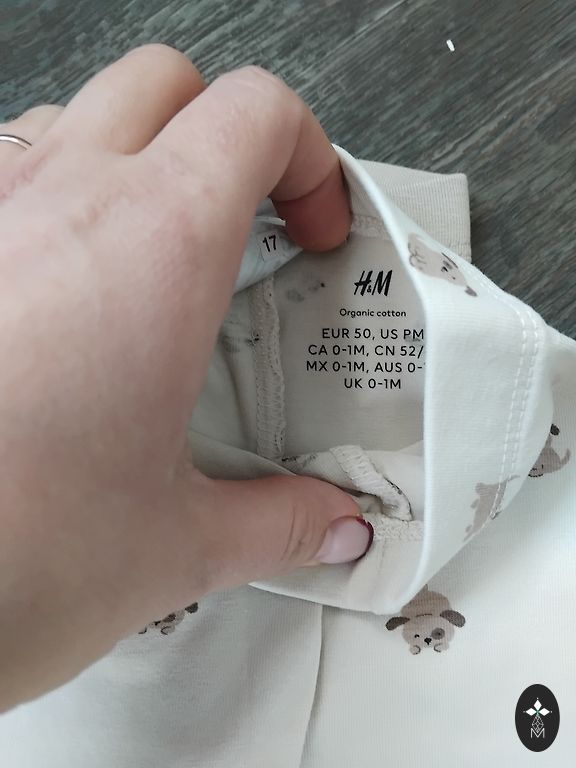 17
H&M
Organic cotton
EUR 50, US PM
CA 0-1M, CN 52/
MX 0-1M, AUS 0-
UK 0-1M
M